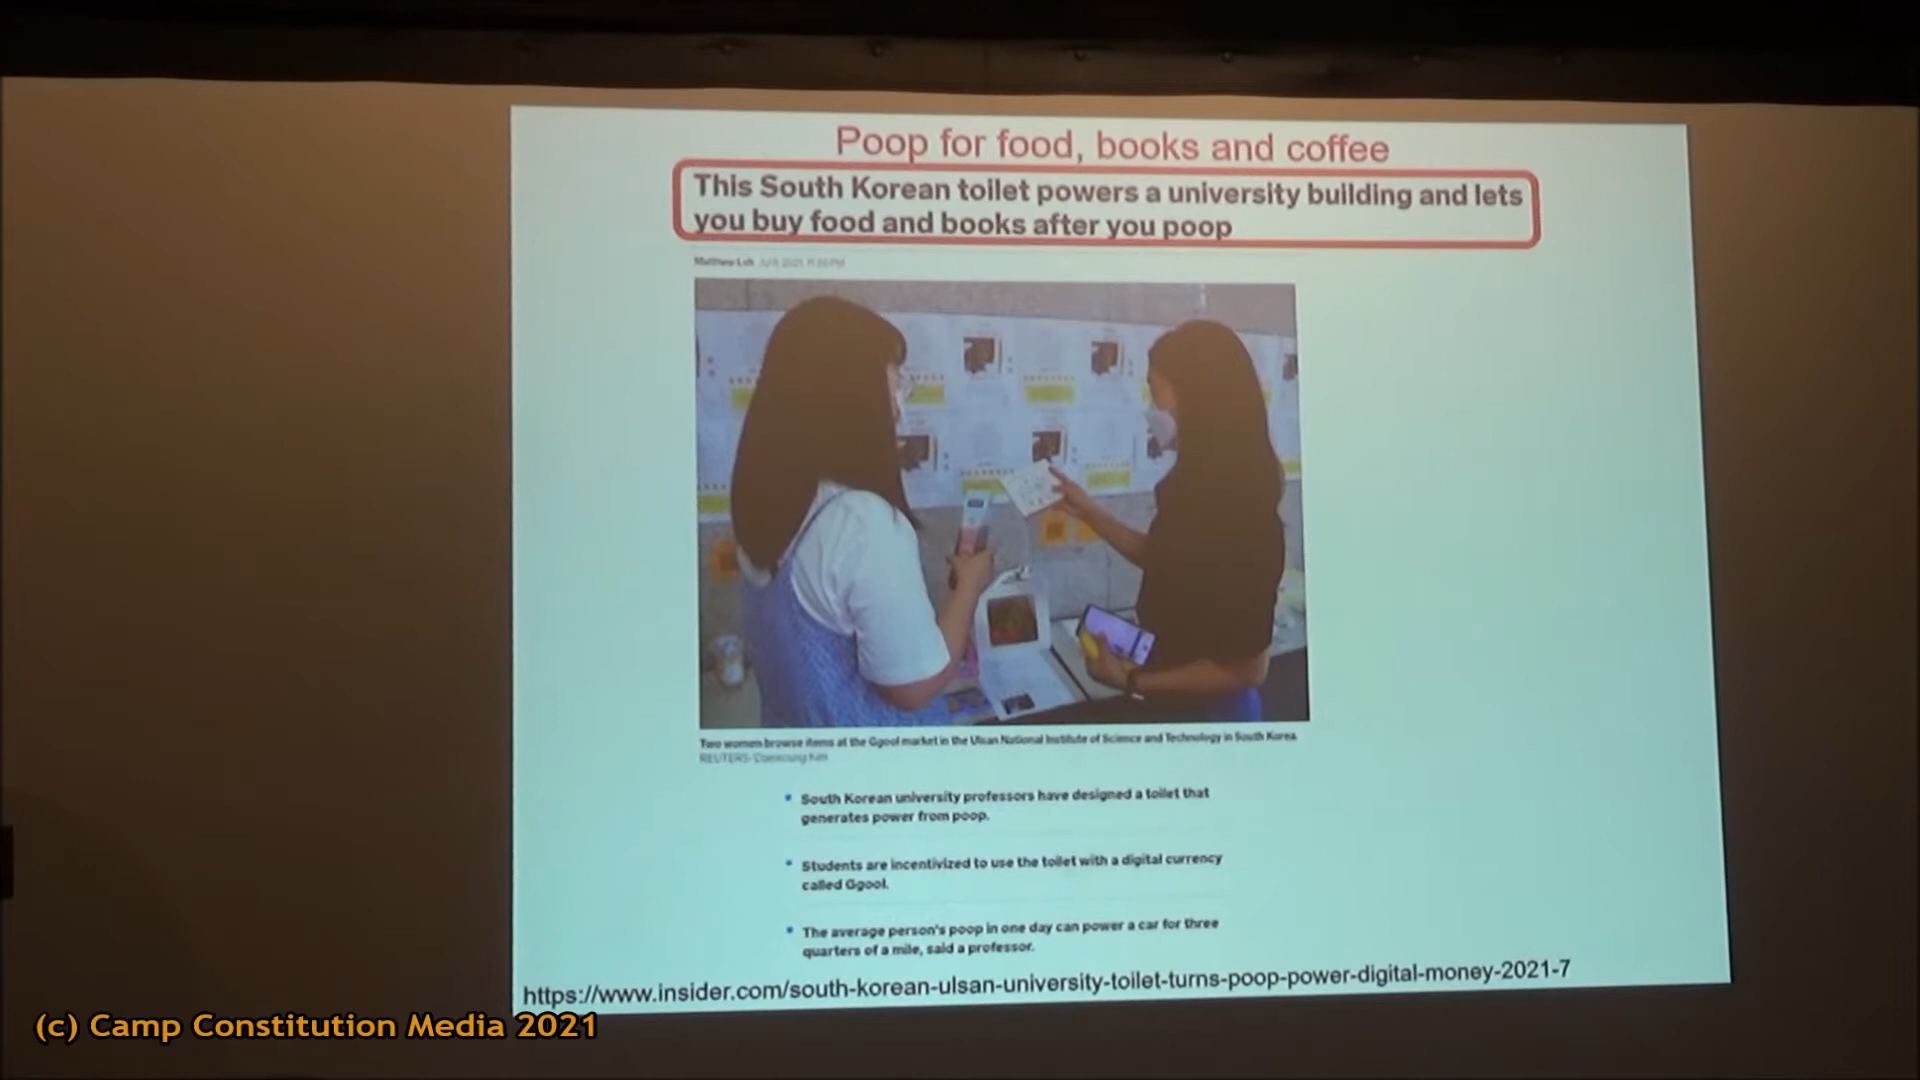 Poop for food, books and coffee
This South Korean toilet powers a university building and lets
you buy food and books after you poop
Matthew Loh
Two women browse items at the Ggool market in the Ulsan National Institute of Science and Technology in South Korea.
REUTERS/Daewoung Kim
South Korean university professors have designed a toilet that
generates power from poop.
Students are incentivized to use the toilet with a digital currency
called Ggool.
The average person's poop in one day can power a car for three
quarters of a mile, said a professor.
https://www.insider.com/south-korean-ulsan-university-toilet-turns-poop-power-digital-money-2021-7
(c) Camp Constitution Media 2021